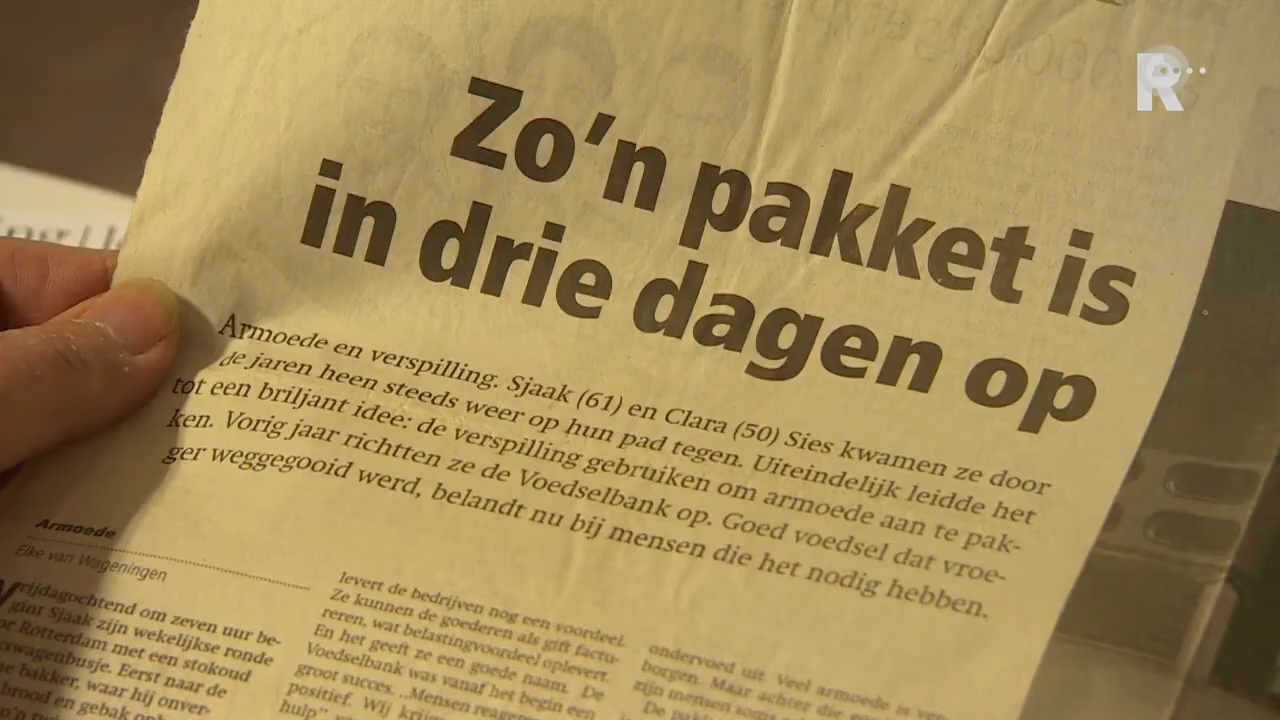 R
Zo'n pakket is
in drie dagen op
Armoede en verspilling. Sjaak (61) en Clara (50) Sies kwamen ze door
de jaren heen steeds weer op hun pad tegen. Uiteindelijk leidde het
tot een briljant idee: de verspilling gebruiken om armoede aan te pak-
ken. Vorig jaar richtten ze de Voedselbank op. Goed voedsel dat vroe-
ger weggegooid werd, belandt nu bij mensen die het nodig hebben.
Armoede
Elke van Wageningen
Vrijdagochtend om zeven uur be-
gint Sjaak zijn wekelijkse ronde
Rotterdam met een stokoud
Eerst naar de
bakker, waar hij onver-
brood en gebak
levert de bedrijven nog een voordeel.
Ze kunnen de goederen als gift factu-
reren, wat belastingvoordeel oplevert.
En het geeft ze een goede naam. De
Voedselbank was vanaf het begin een
groot succes. „Mensen
positief. Wij
hulp”
ondervoed uit. Veel armoede is
borgen. Maar achter die
zijn mensen soms
De